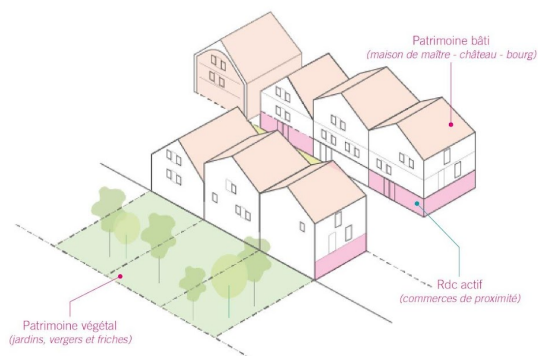 Patrimoine bâti
(maison de maître - château - bourg)
Rdc actif
(commerces de proximité)
Patrimoine végétal
(jardins, vergers et friches)